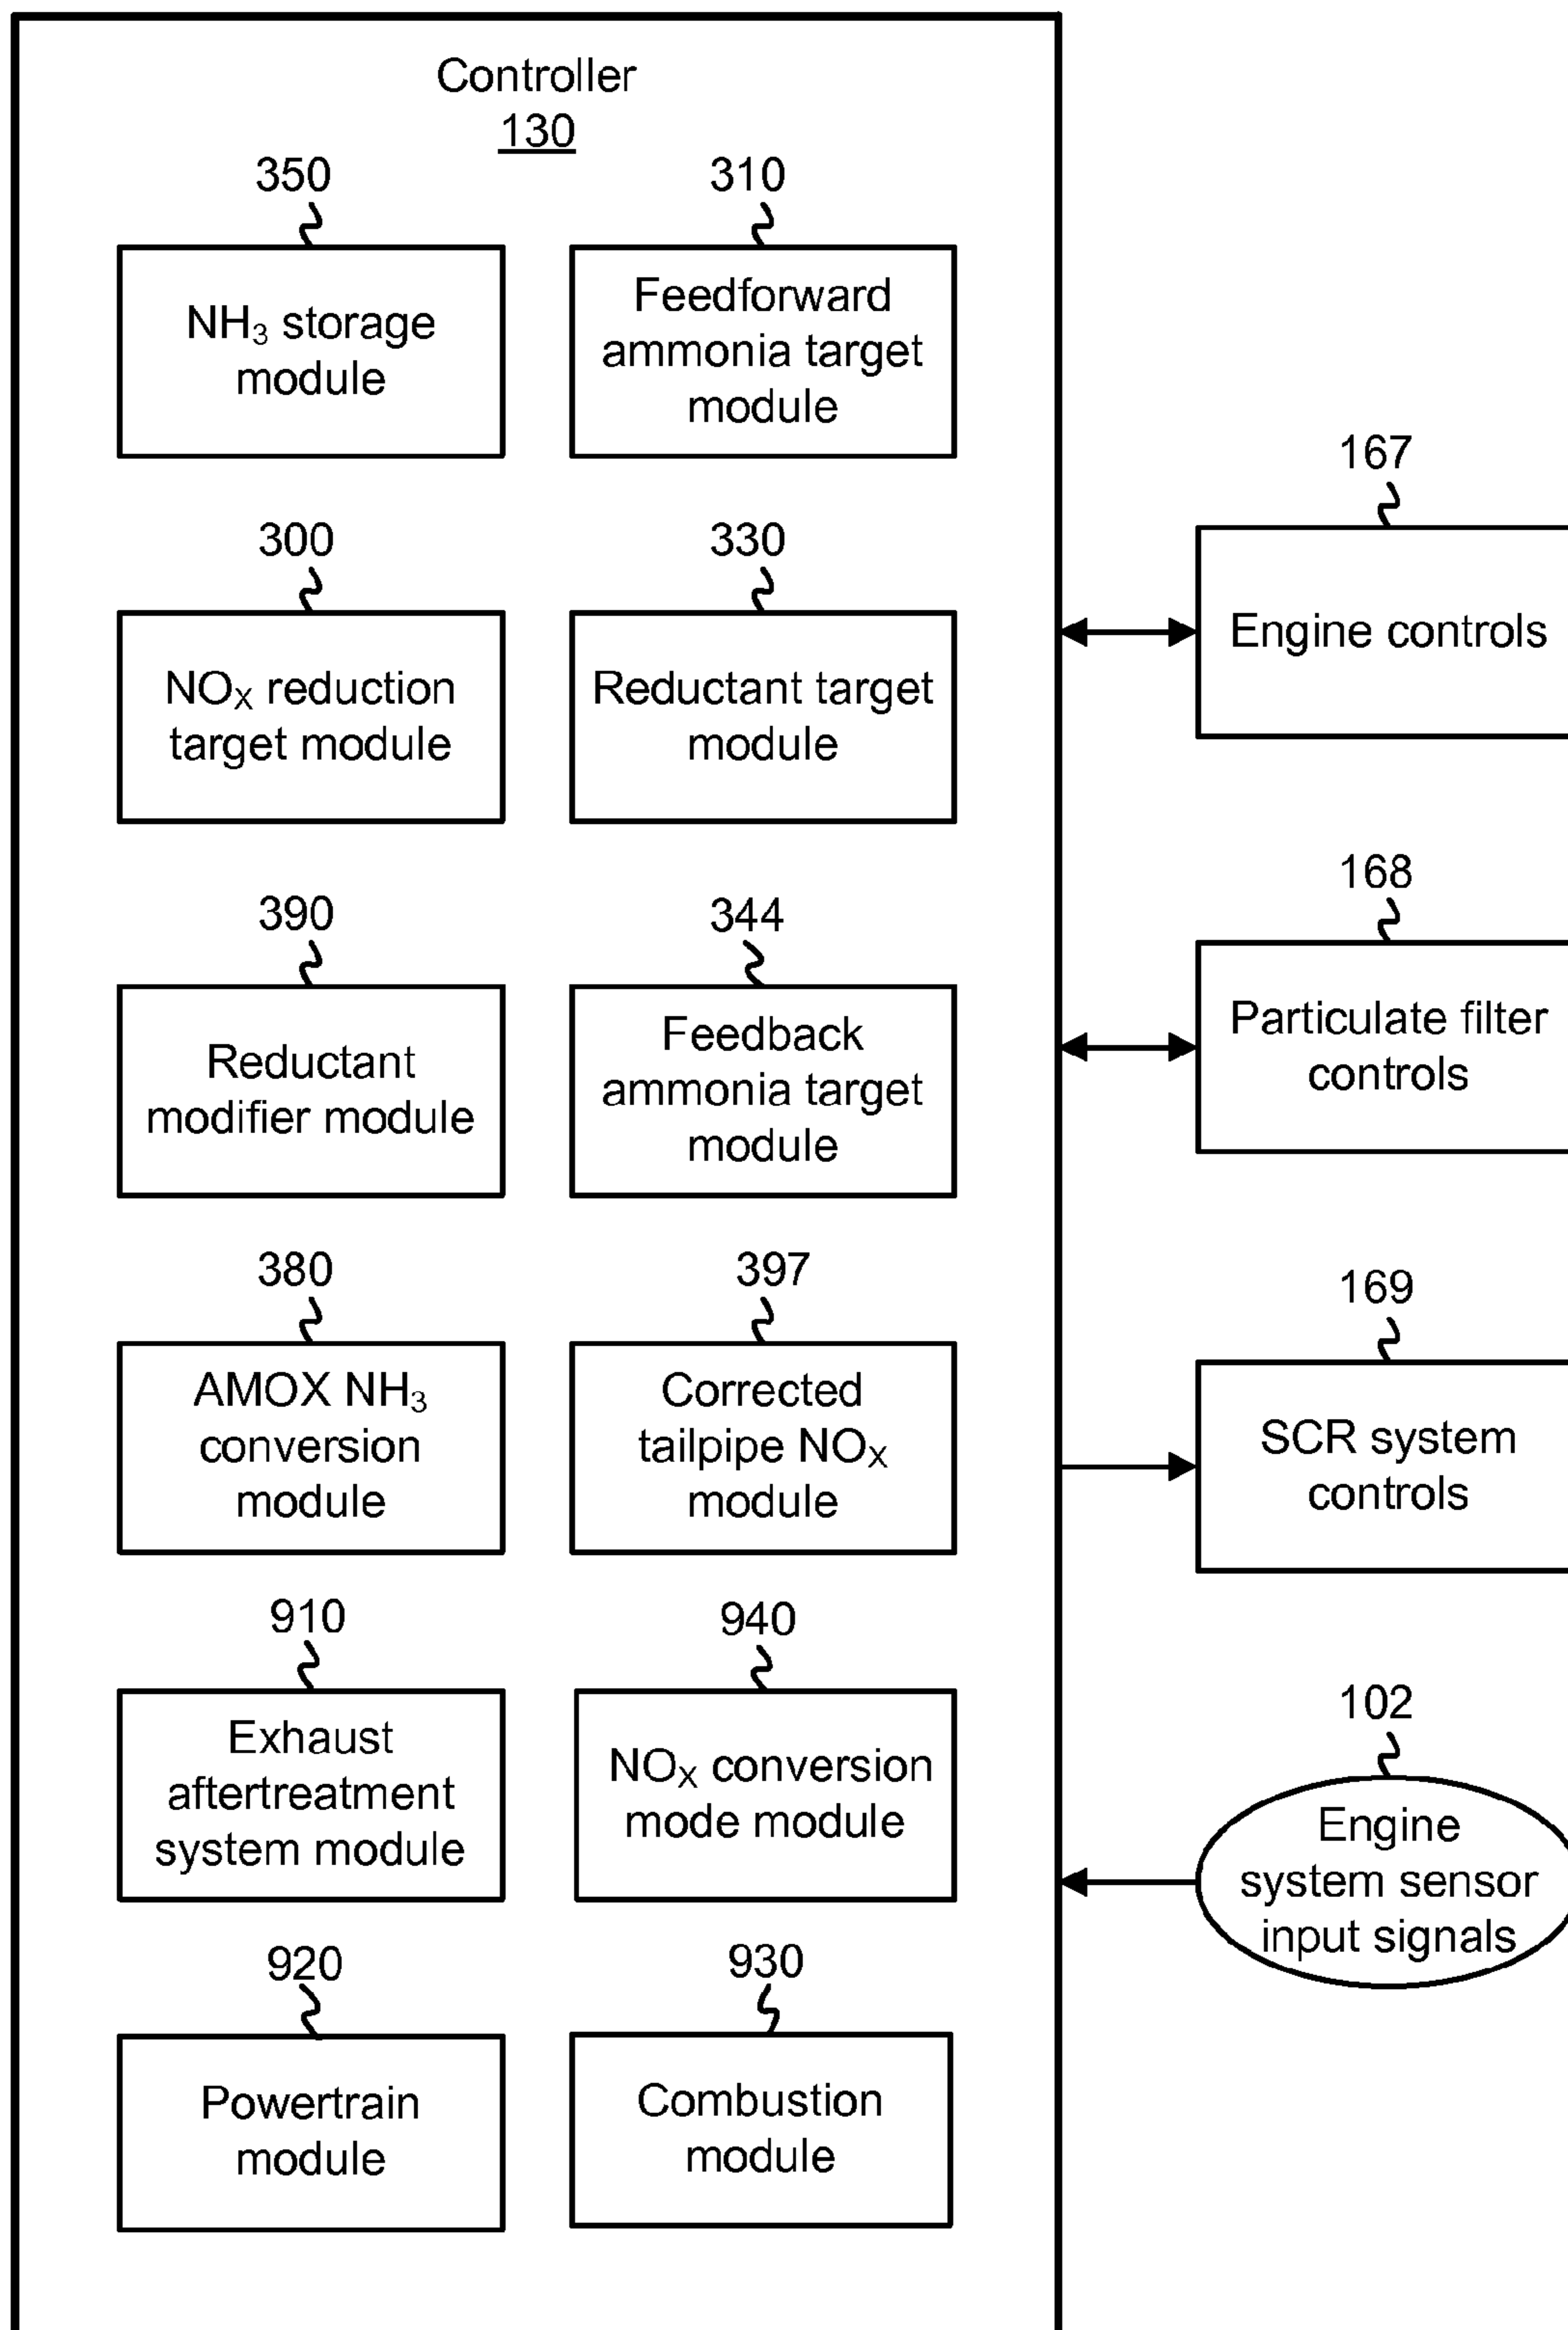 Controller
130
350
310
NH₃ storage
module
Feedforward
ammonia target
module
300
330
NOₓ reduction
target module
Reductant target
module
390
344
Reductant
modifier module
Feedback
ammonia target
module
380
397
AMOX NH₃
conversion
module
Corrected
tailpipe NOₓ
module
910
940
Exhaust
aftertreatment
system module
NOₓ conversion
mode module
920
930
Powertrain
module
Combustion
module
167
Engine controls
168
Particulate filter
controls
169
SCR system
controls
102
Engine
system sensor
input signals